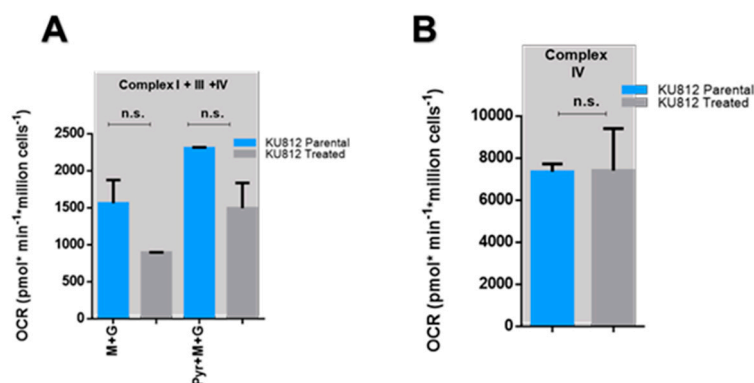 A
Complex I + III +IV
n.s.
n.s.
KU812 Parental
KU812 Treated
2500
2000
1500
1000
500
0
OCR (pmol* min-1*million cells-1)
M+G-
-
Pyr+M+G-
-
B
Complex
IV
n.s.
KU812 Parental
KU812 Treated
10000
8000
6000
4000
2000
0
OCR (pmol* min⁻¹*million cells⁻¹)